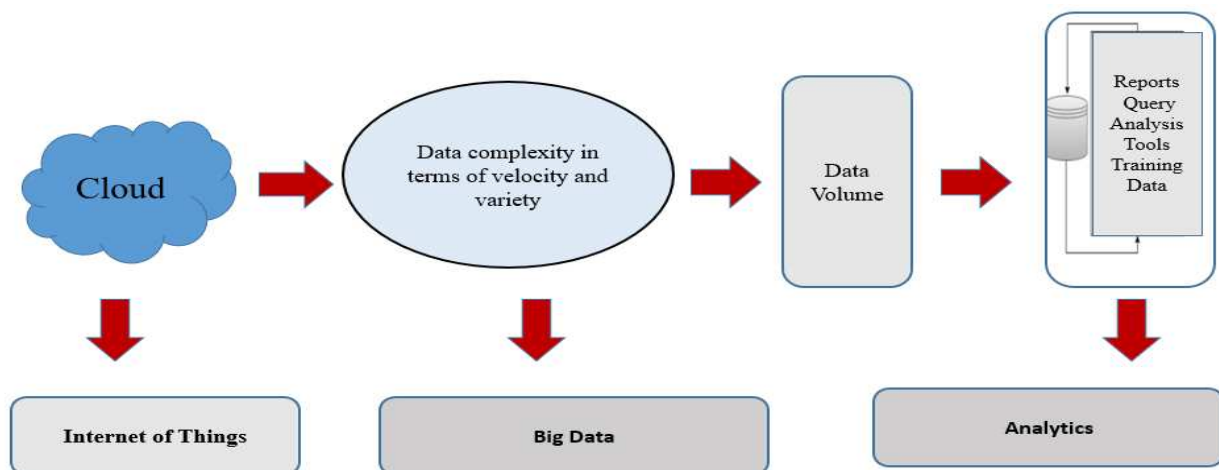 Cloud
Data complexity in
terms of velocity and
variety
Data
Volume
Reports
Query
Analysis
Tools
Training
Data
Internet of Things
Big Data
Analytics